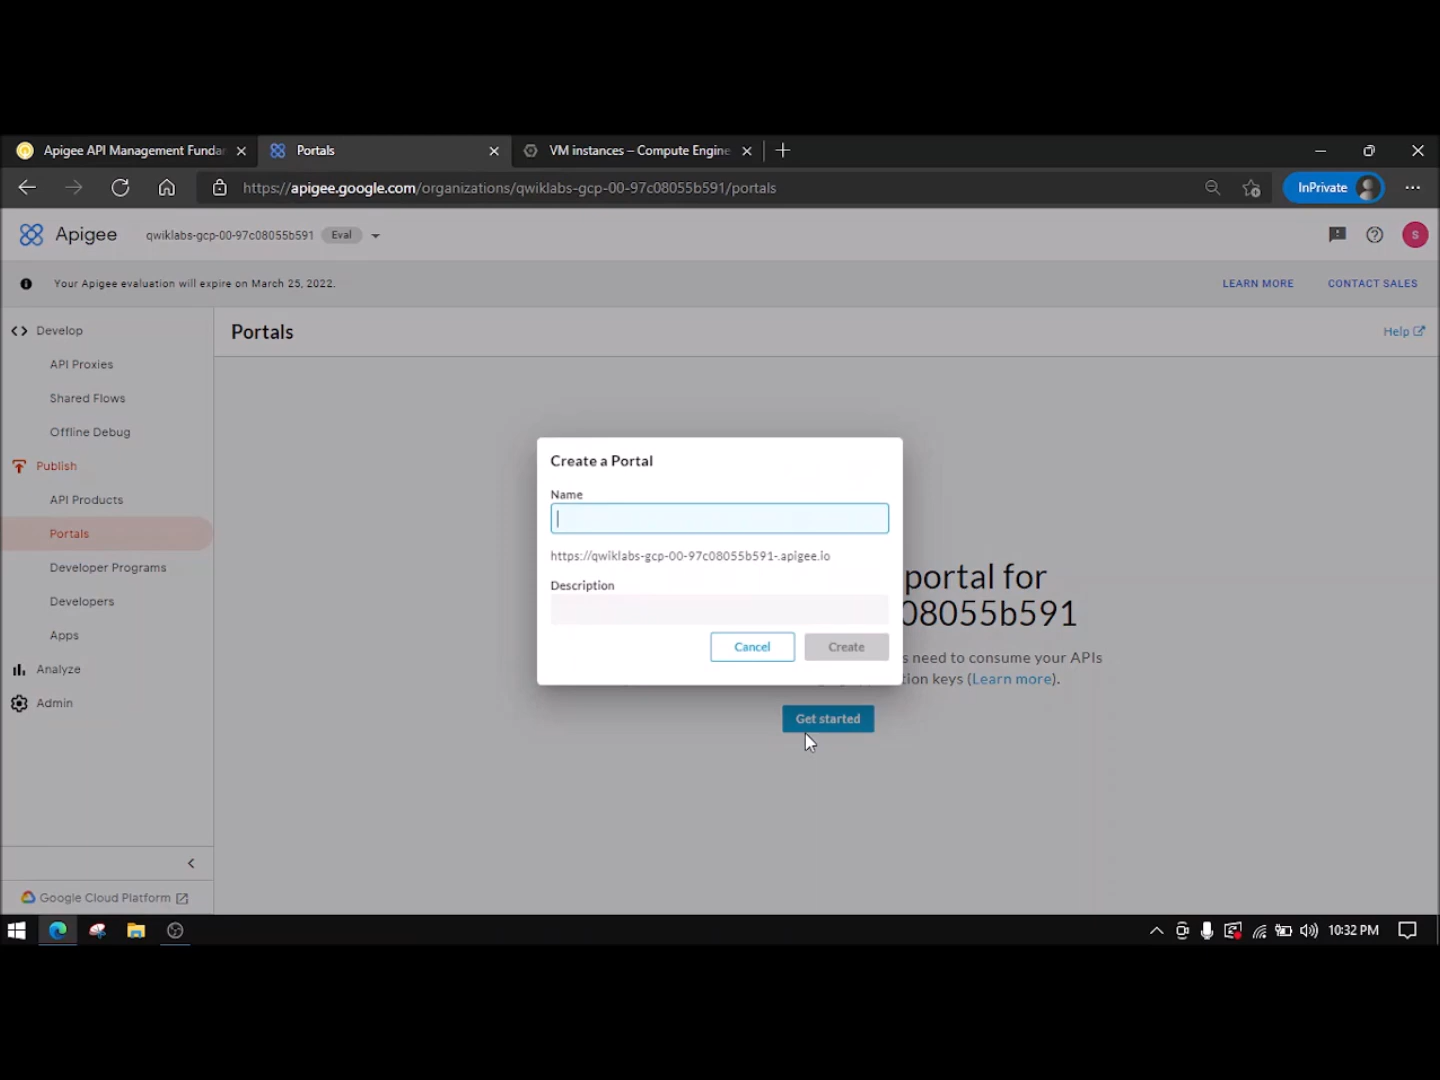 Apigee API Management Funda
Portals
VM instances – Compute Engine
https://apigee.google.com/organizations/qwiklabs-gcp-00-97c08055b591/portals
InPrivate
Apigee
qwiklabs-gcp-00-97c08055b591
Eval
S
Your Apigee evaluation will expire on March 25, 2022.
LEARN MORE
CONTACT SALES
Develop
API Proxies
Shared Flows
Offline Debug
Publish
API Products
Portals
Developer Programs
Developers
Apps
Analyze
Admin
Google Cloud Platform
Portals
Help
Create a Portal
Name
https://qwiklabs-gcp-00-97c08055b591-.apigee.io
Description
Cancel
Create
portal for
08055b591
s need to consume your APIs
ion keys (Learn more).
Get started
10:32 PM